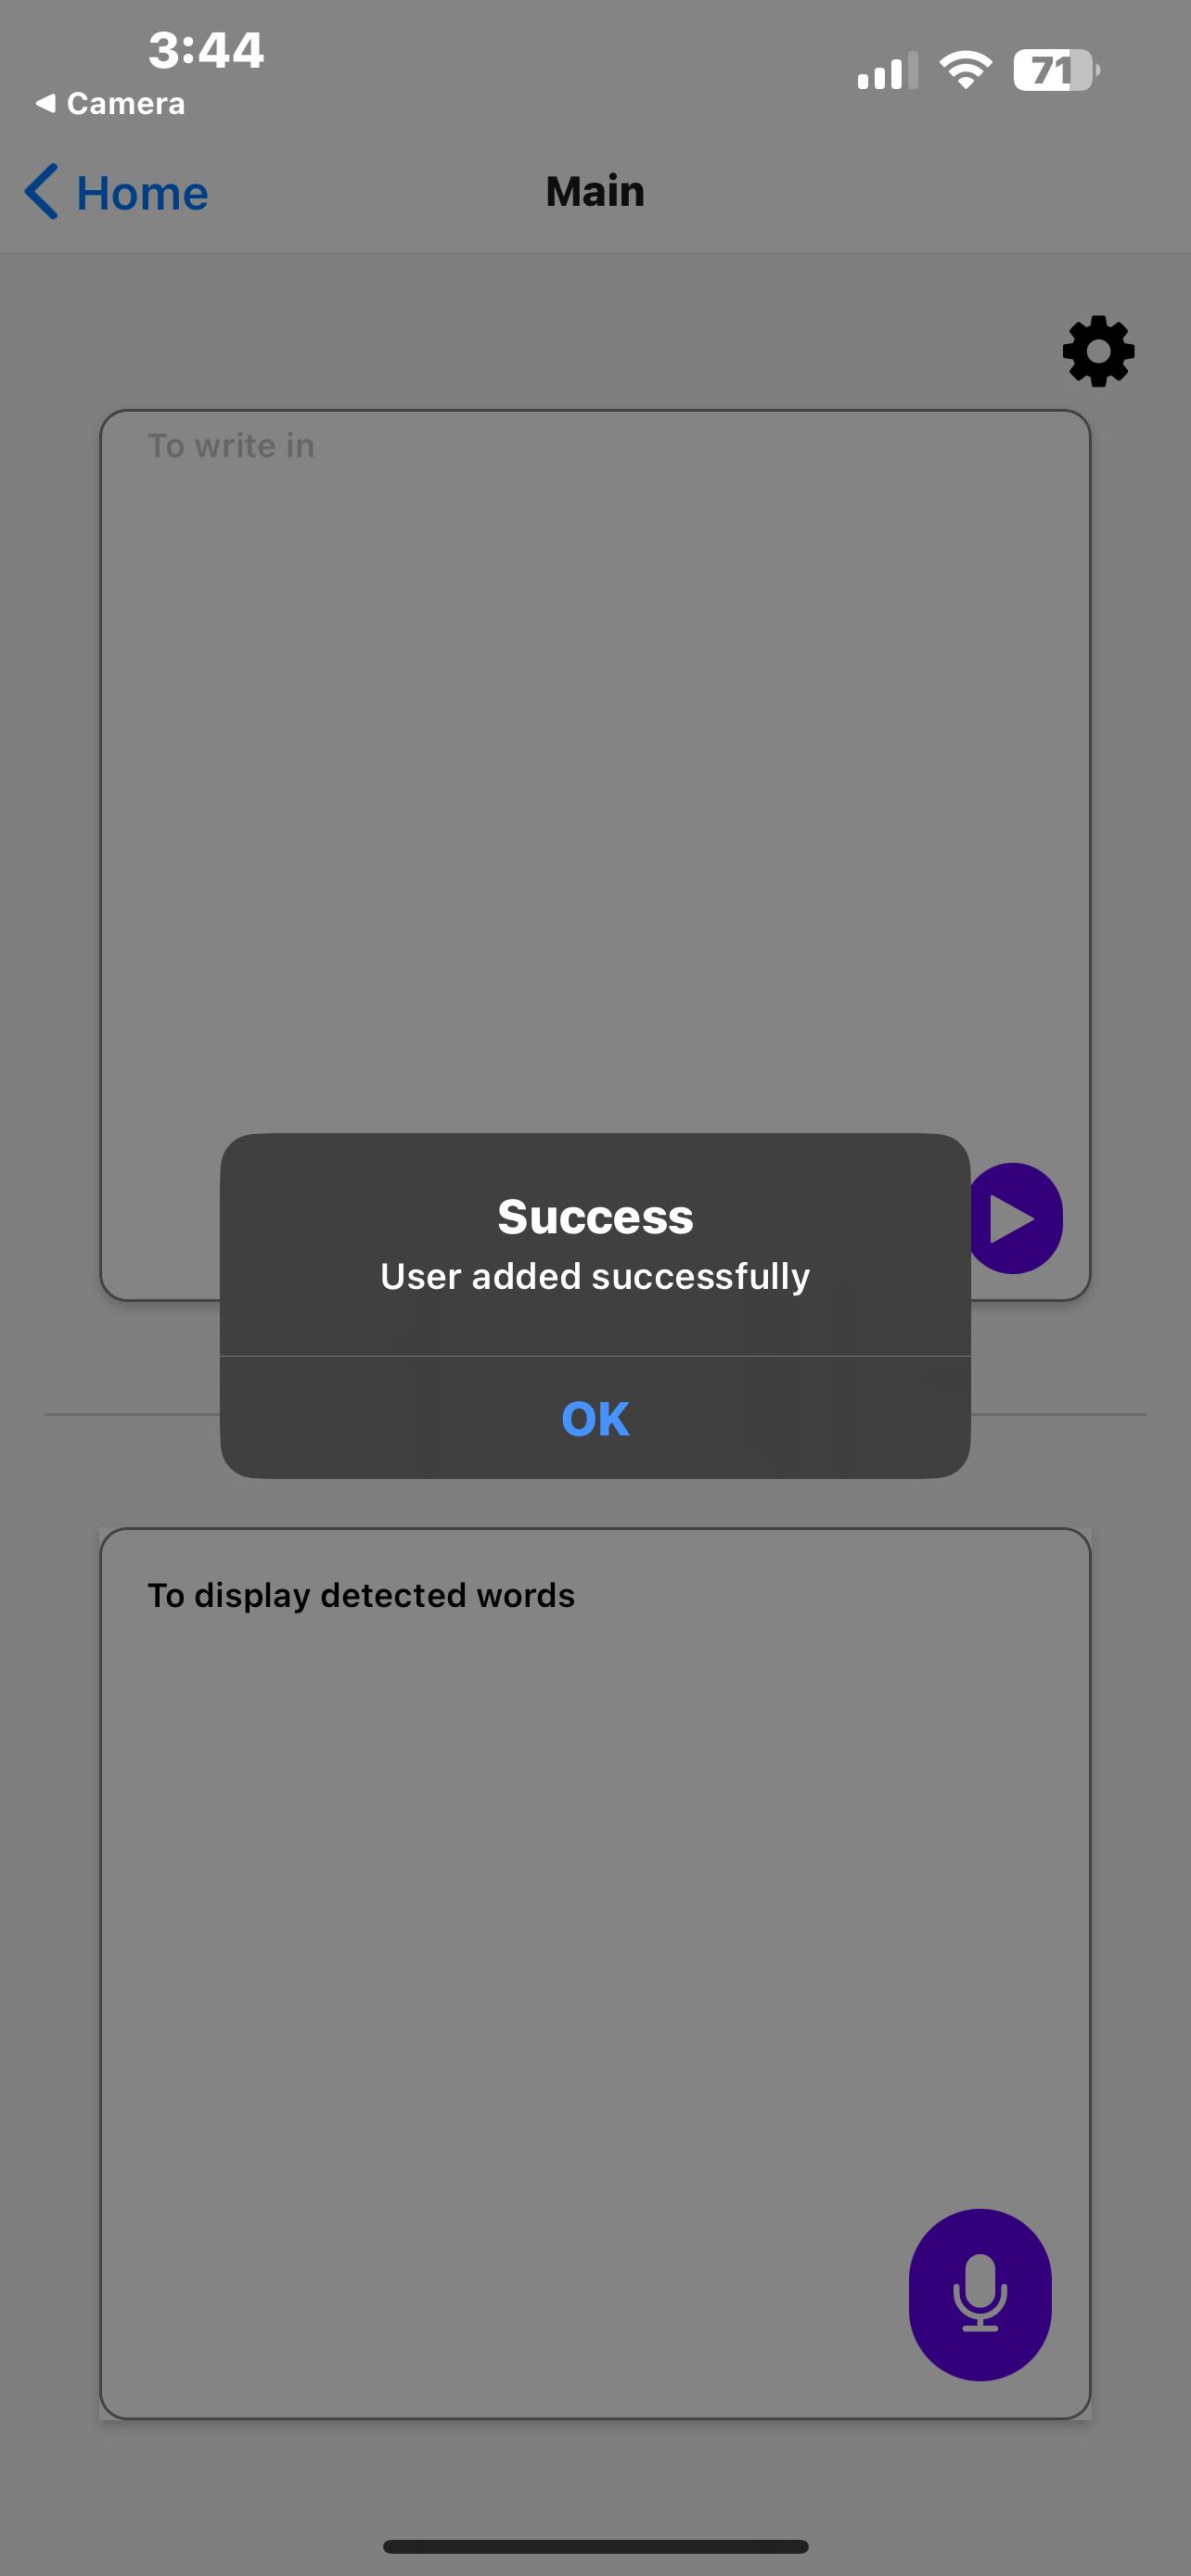 3:44
71
Camera
Home
Main
To write in
Success
User added successfully
OK
To display detected words